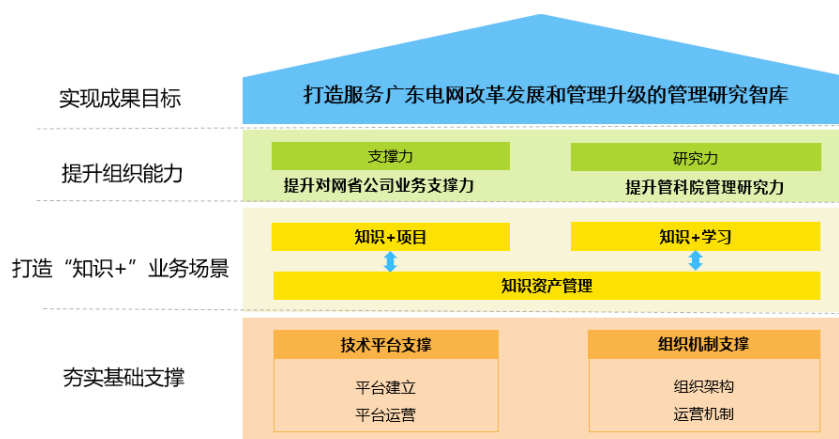 实现成果目标
打造服务广东电网改革发展和管理升级的管理研究智库
提升组织能力
支撑力
提升对网省公司业务支撑力
研究力
提升管科院管理研究力
打造“知识+”业务场景
知识+项目
知识+学习
知识资产管理
夯实基础支撑
技术平台支撑
平台建立
平台运营
组织机制支撑
组织架构
运营机制